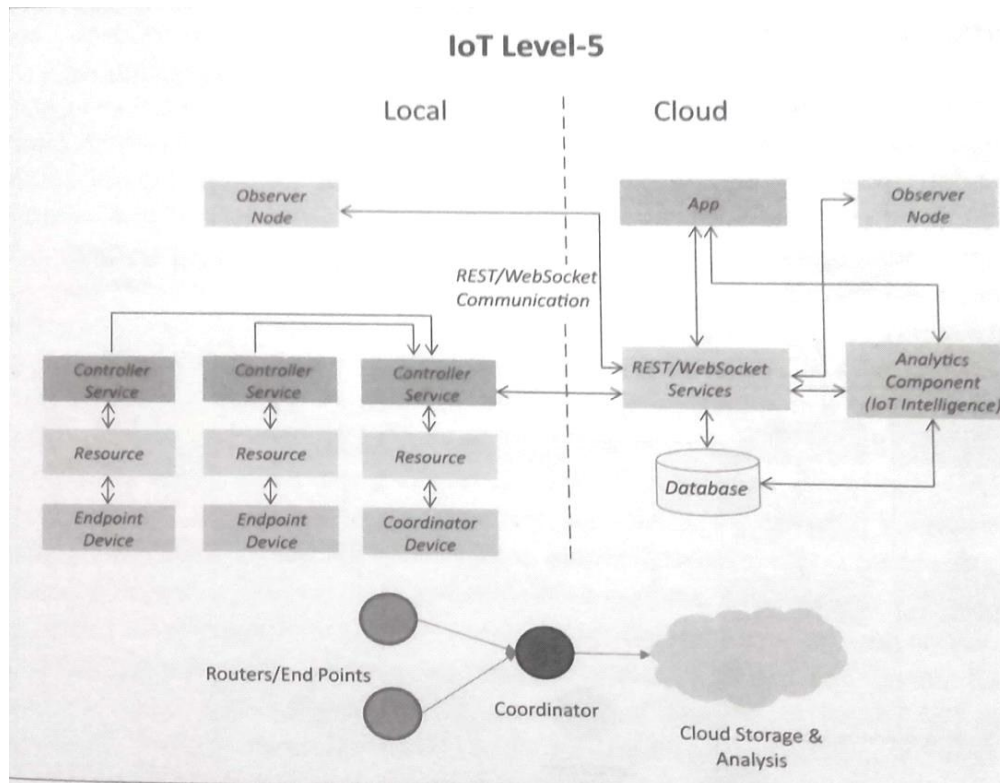 IoT Level-5
Local
Cloud
Observer
Node
App
Observer
Node
REST/WebSocket
Communication
Controller
Service
Controller
Service
Controller
Service
REST/WebSocket
Services
Analytics
Component
(IoT Intelligence)
Resource
Resource
Resource
Database
Endpoint
Device
Endpoint
Device
Coordinator
Device
Routers/End Points
Coordinator
Cloud Storage &
Analysis